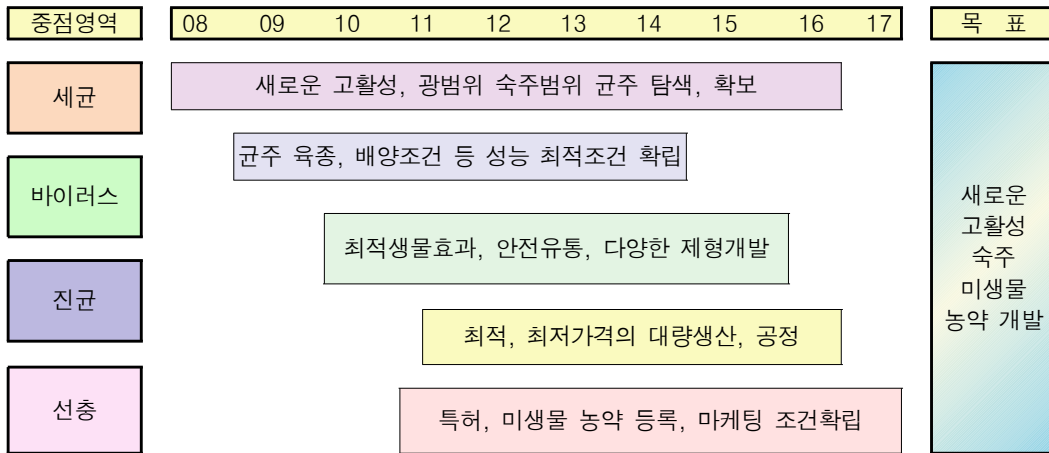 중점영역
08 09 10 11 12 13 14 15 16 17
목 표
세균
새로운 고활성, 광범위 숙주범위 균주 탐색, 확보
균주 육종, 배양조건 등 성능 최적조건 확립
바이러스
최적생물효과, 안전유통, 다양한 제형개발
진균
최적, 최저가격의 대량생산, 공정
선충
특허, 미생물 농약 등록, 마케팅 조건확립
새로운
고활성
숙주
미생물
농약 개발